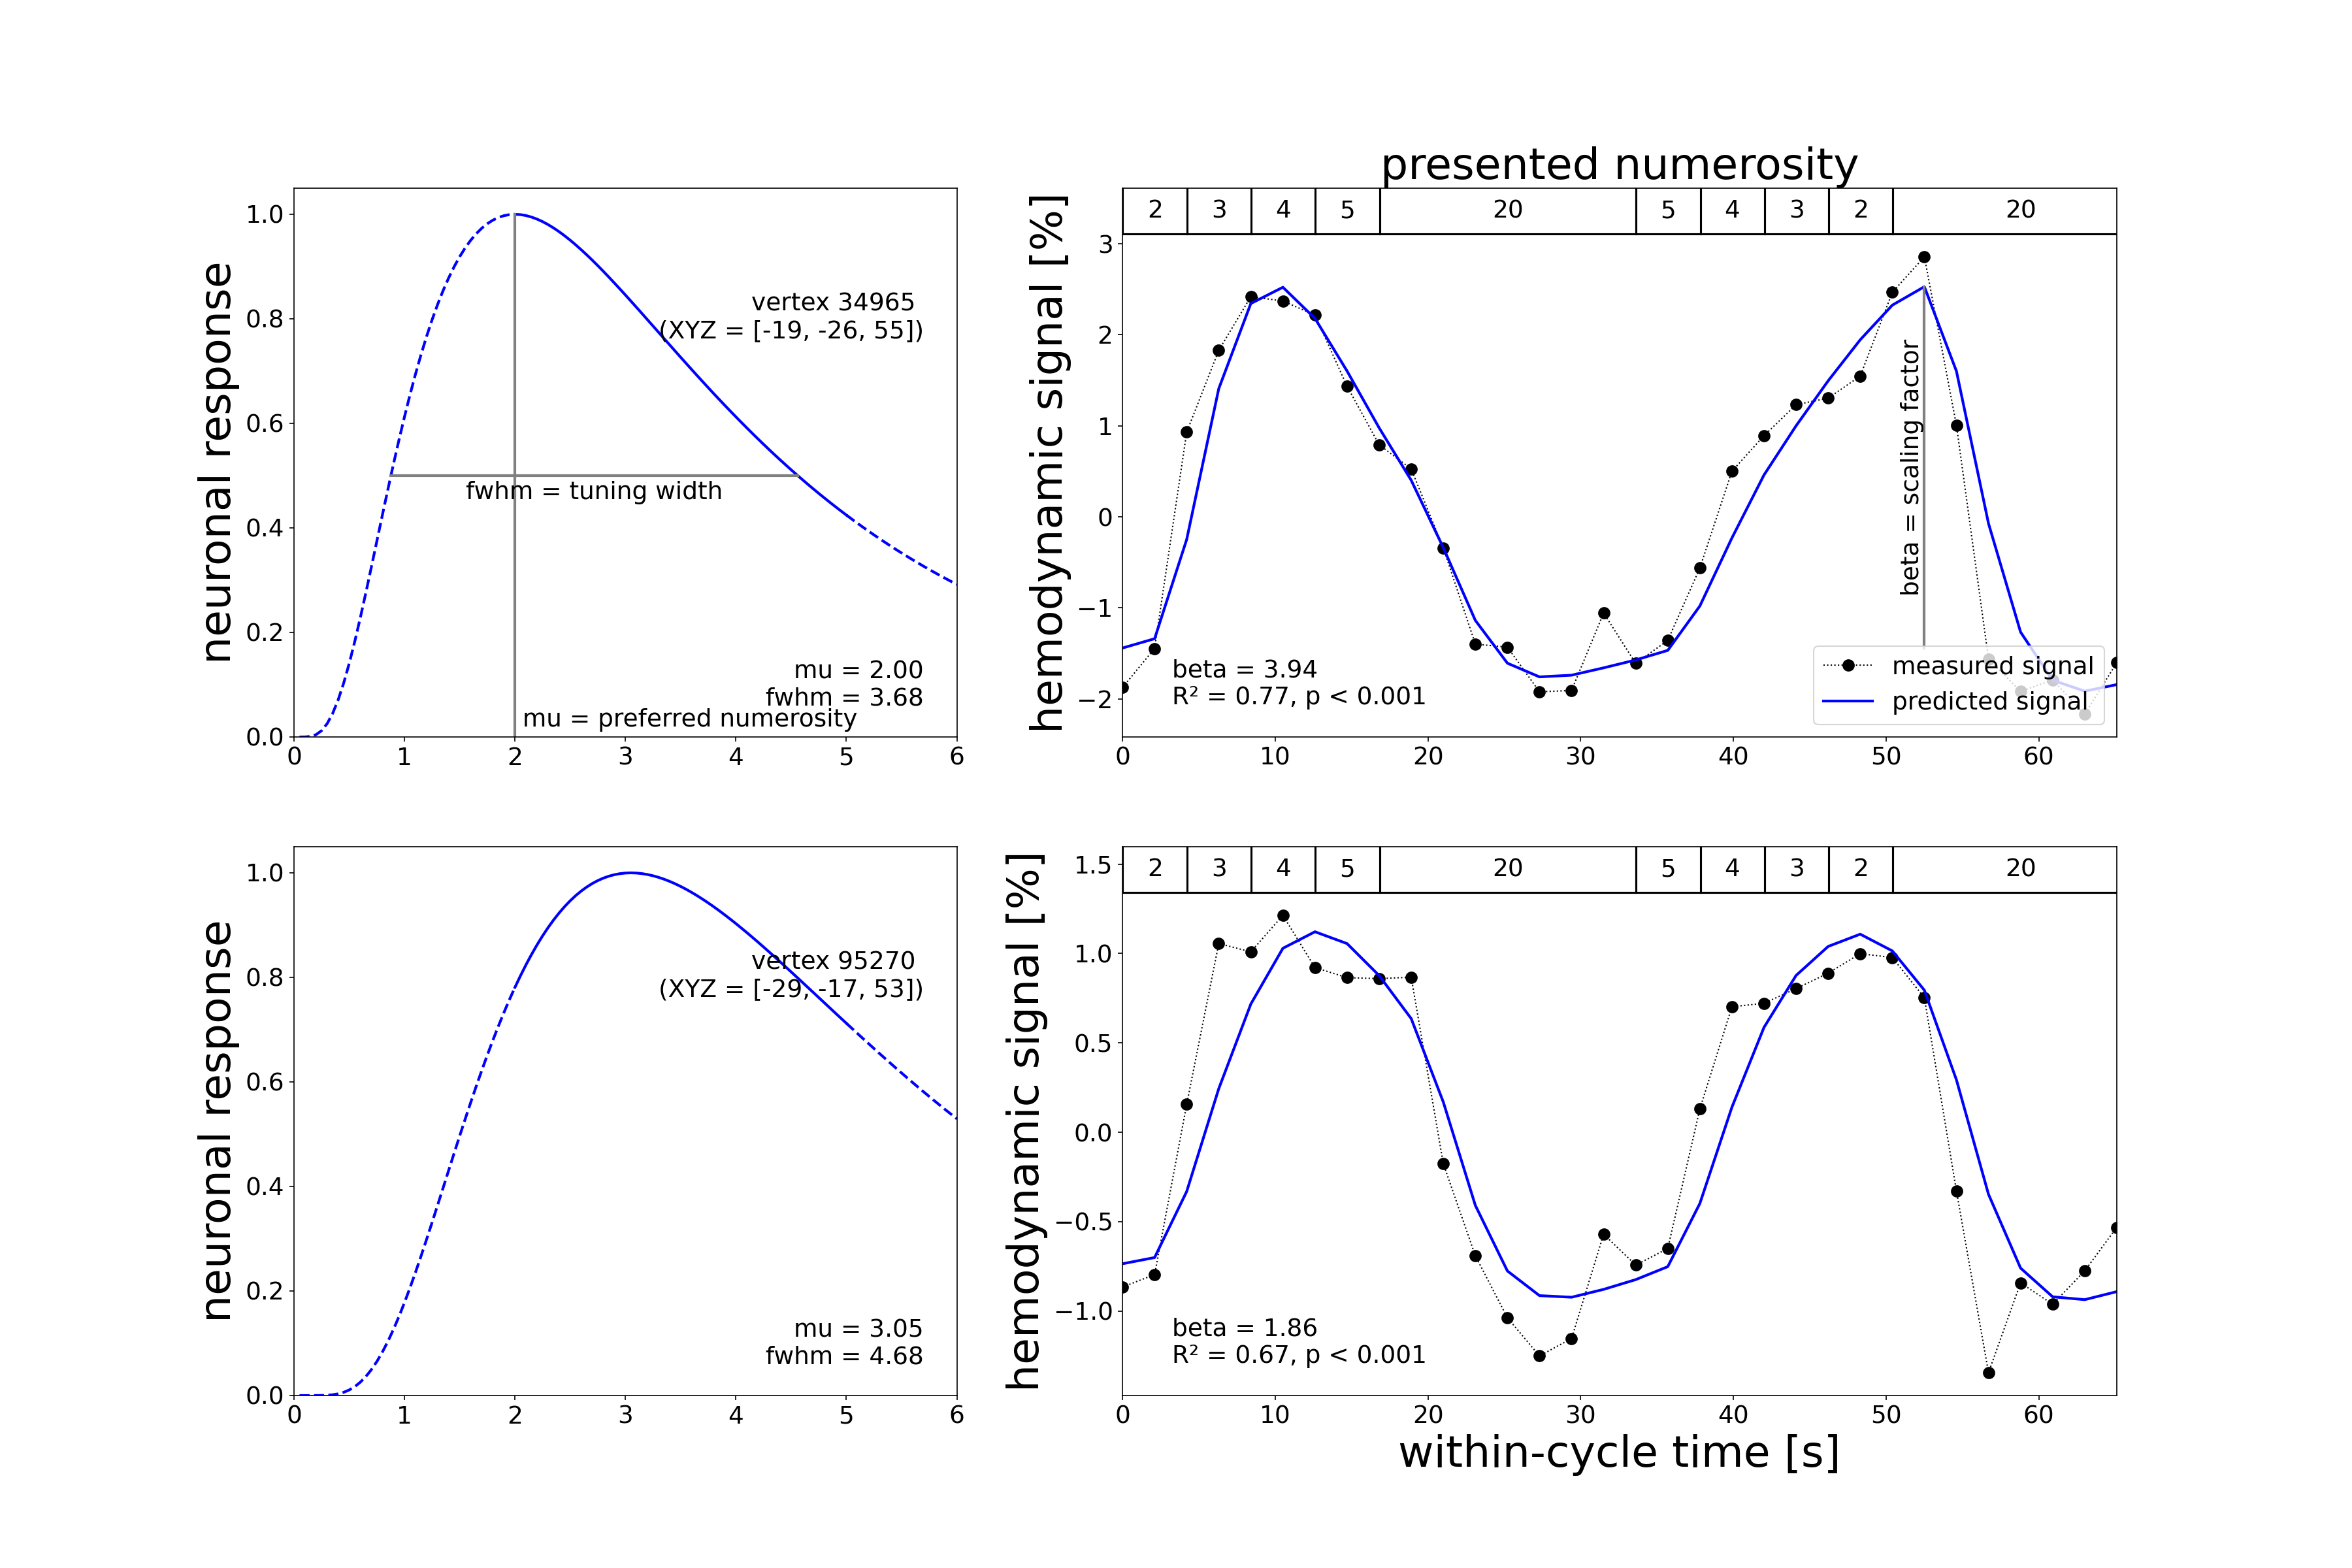 presented numerosity
neuronal response
1.0
0.8
0.6
0.4
0.2
0.0
0 1 2 3 4 5 6
vertex 34965
(XYZ = [-19, -26, 55])
fwhm = tuning width
mu = 2.00
fwhm = 3.68
mu = preferred numerosity
hemodynamic signal [%]
2 3 4 5 20 5 4 3 2 20
3
2
1
0
−1
−2
0 10 20 30 40 50 60
beta = scaling factor
beta = 3.94
R² = 0.77, p < 0.001
measured signal
predicted signal
neuronal response
1.0
0.8
0.6
0.4
0.2
0.0
0 1 2 3 4 5 6
vertex 95270
(XYZ = [-29, -17, 53])
mu = 3.05
fwhm = 4.68
hemodynamic signal [%]
2 3 4 5 20 5 4 3 2 20
1.5
1.0
0.5
0.0
−0.5
−1.0
beta = 1.86
R² = 0.67, p < 0.001
0 10 20 30 40 50 60
within-cycle time [s]